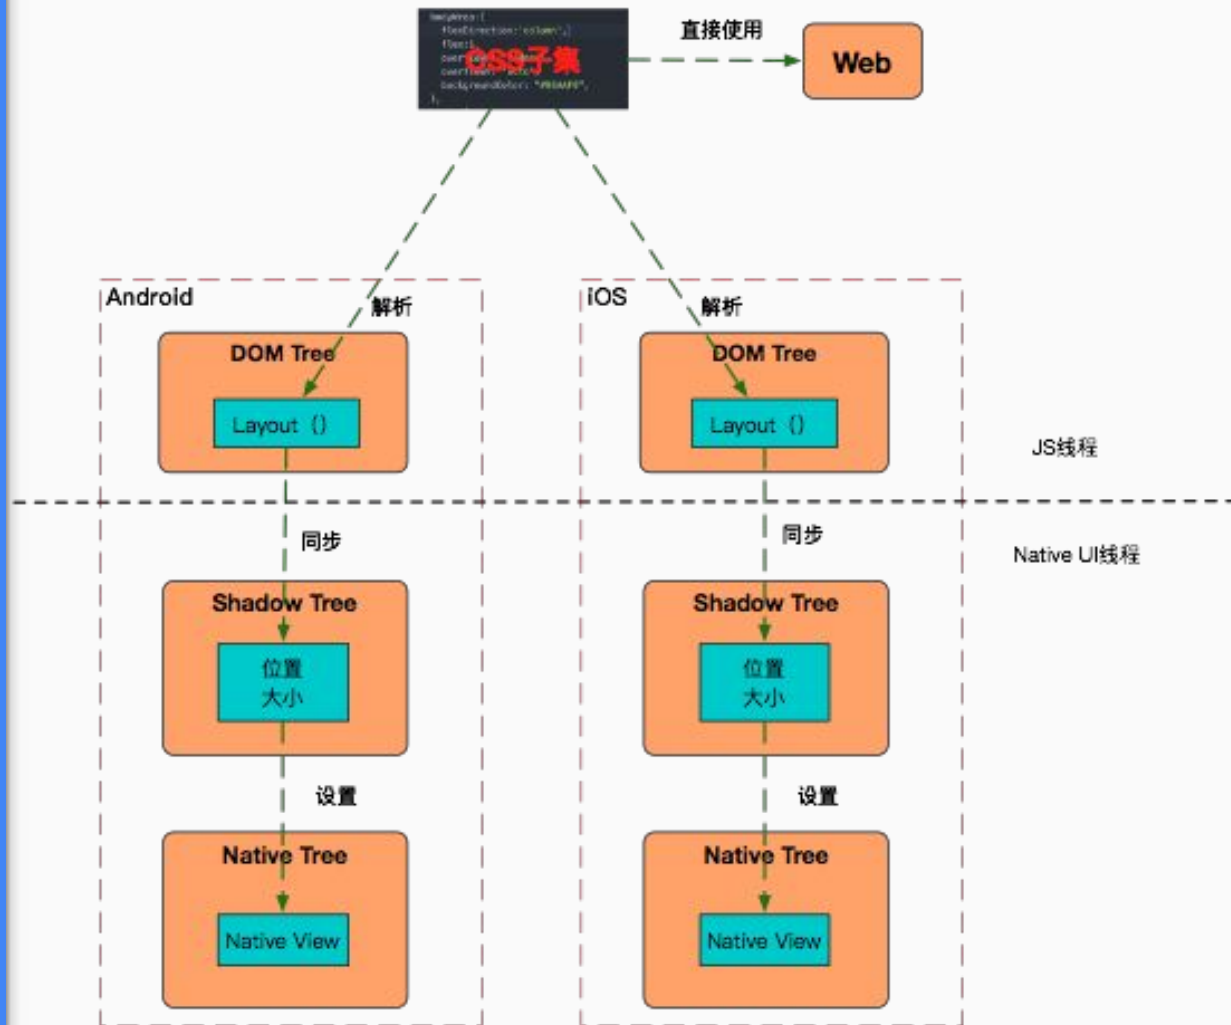 flexDirection:'column',
CSS子集
直接使用
Web
Android
解析
DOM Tree
Layout（）
iOS
解析
DOM Tree
Layout（）
JS线程
同步
同步
Native UI线程
Shadow Tree
位置
大小
Shadow Tree
位置
大小
设置
设置
Native Tree
Native View
Native Tree
Native View